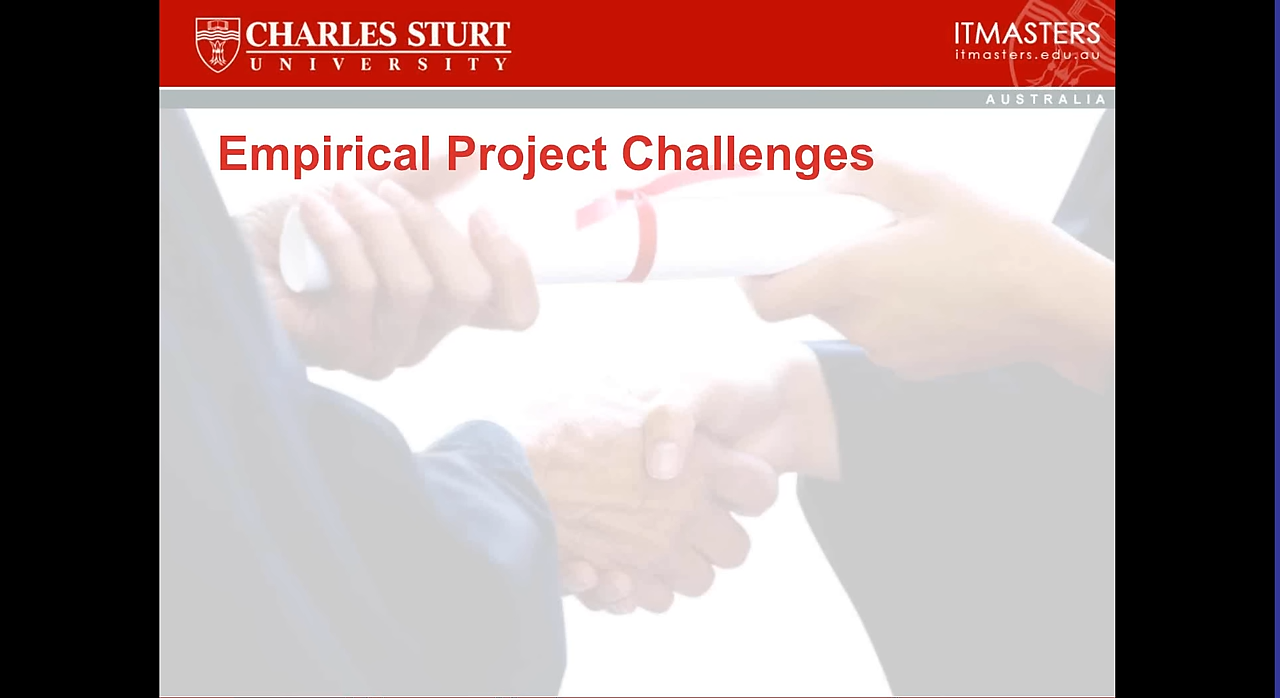 CHARLES STURT
UNIVERSITY
ITMASTERS
itmasters.edu.au
AUSTRALIA
Empirical Project Challenges